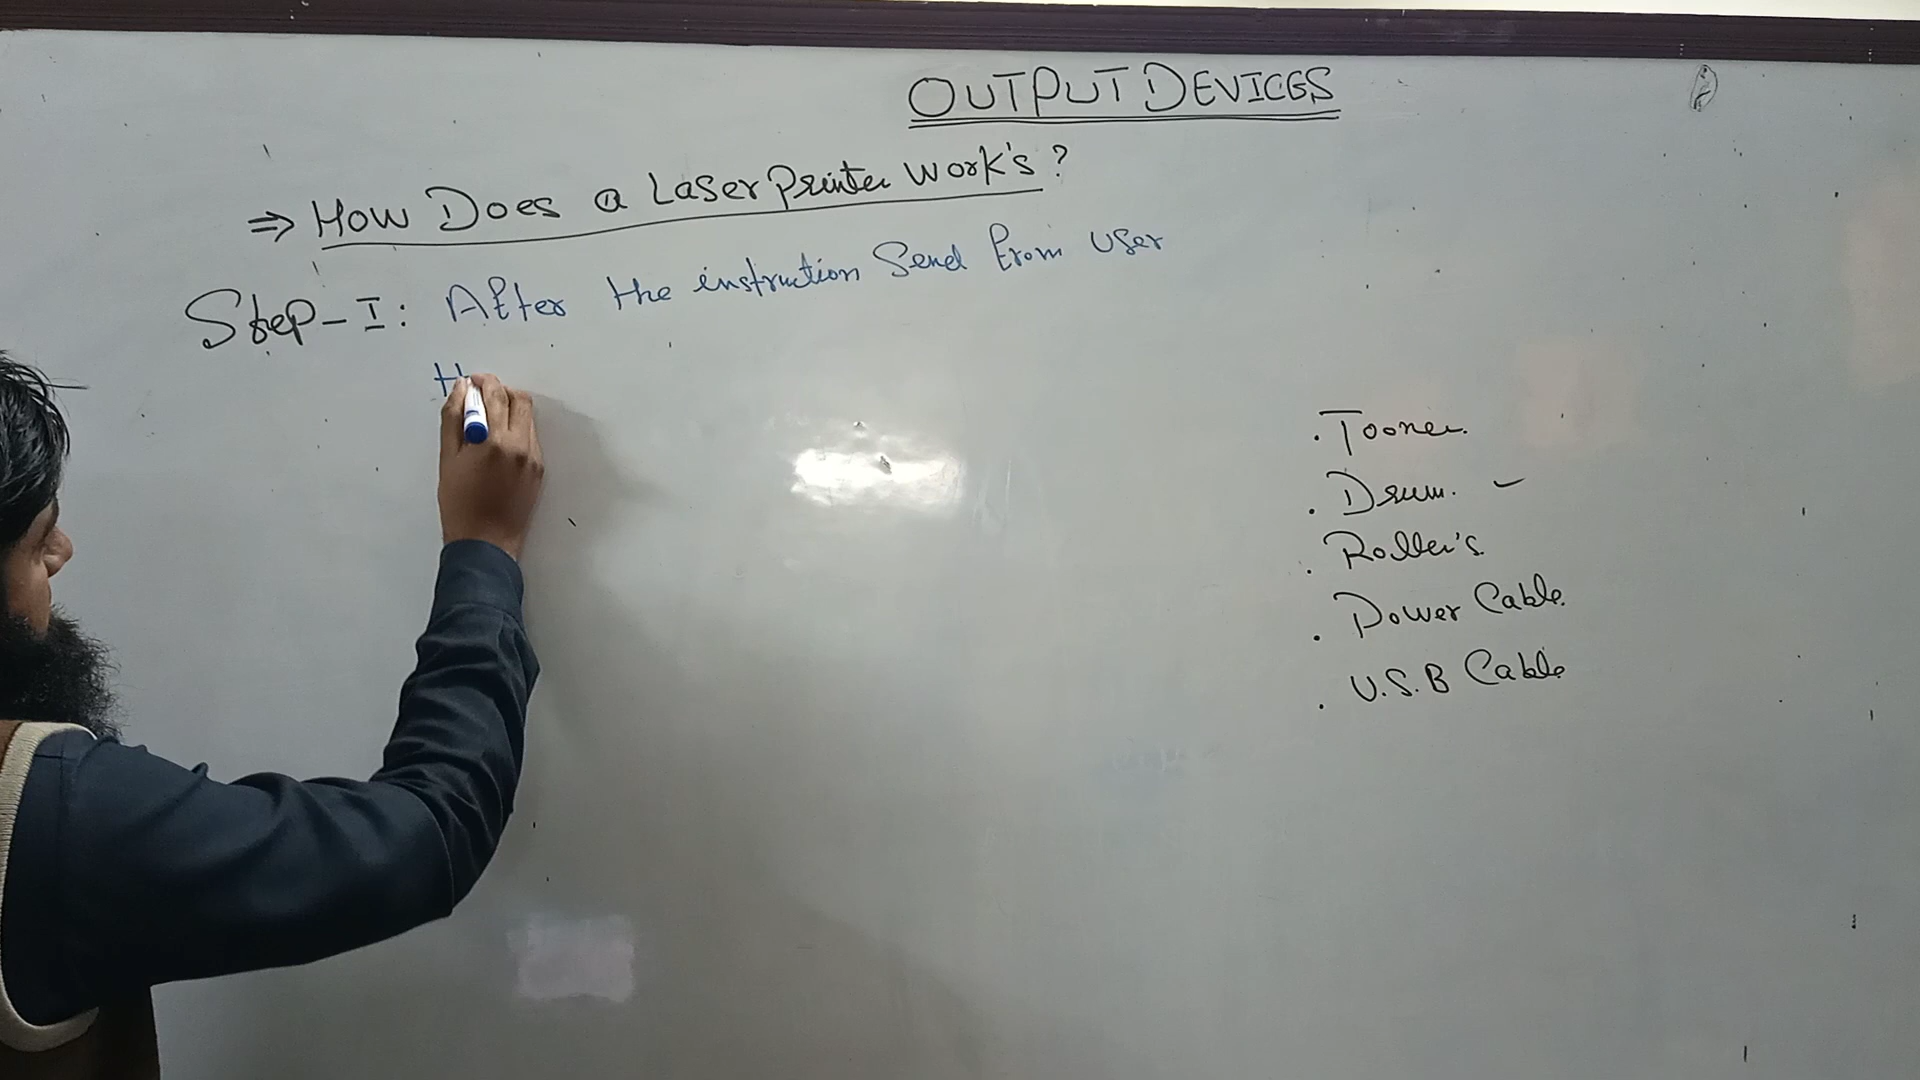 OUTPUT DEVICES
⇒ How Does a Laser Printer Work's?
Step-I: After the instruction Send From User
th
. Tooner.
. Drum. -
. Roller's.
. Power Cable.
. U.S.B Cable